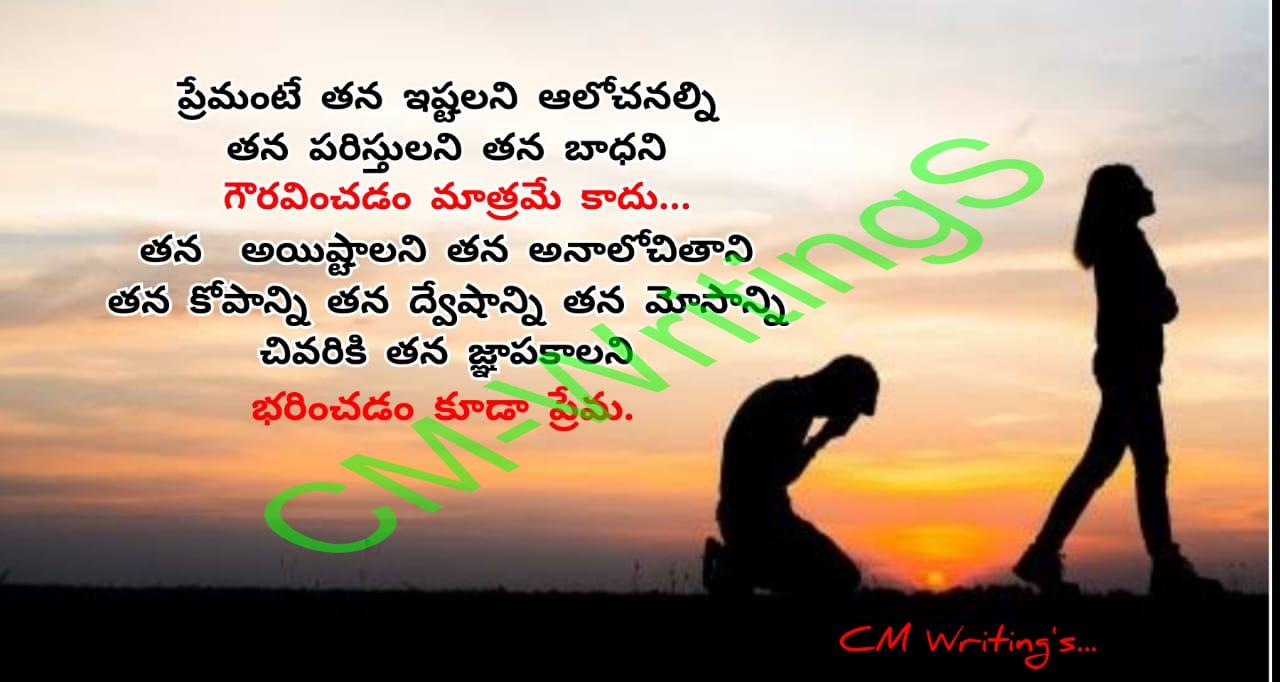 ప్రేమంటే తన ఇష్టలని ఆలోచనల్ని
తన పరిస్తులని తన బాధని
గౌరవించడం మాత్రమే కాదు...
తన అయిష్టాలని తన అనాలోచితాని
తన కోపాన్ని తన ద్వేషాన్ని తన మోసాన్ని
చివరికి తన జ్ఞాపకాలని
భరించడం కూడా ప్రేమ.
CM-WritingS
CM Writing's...